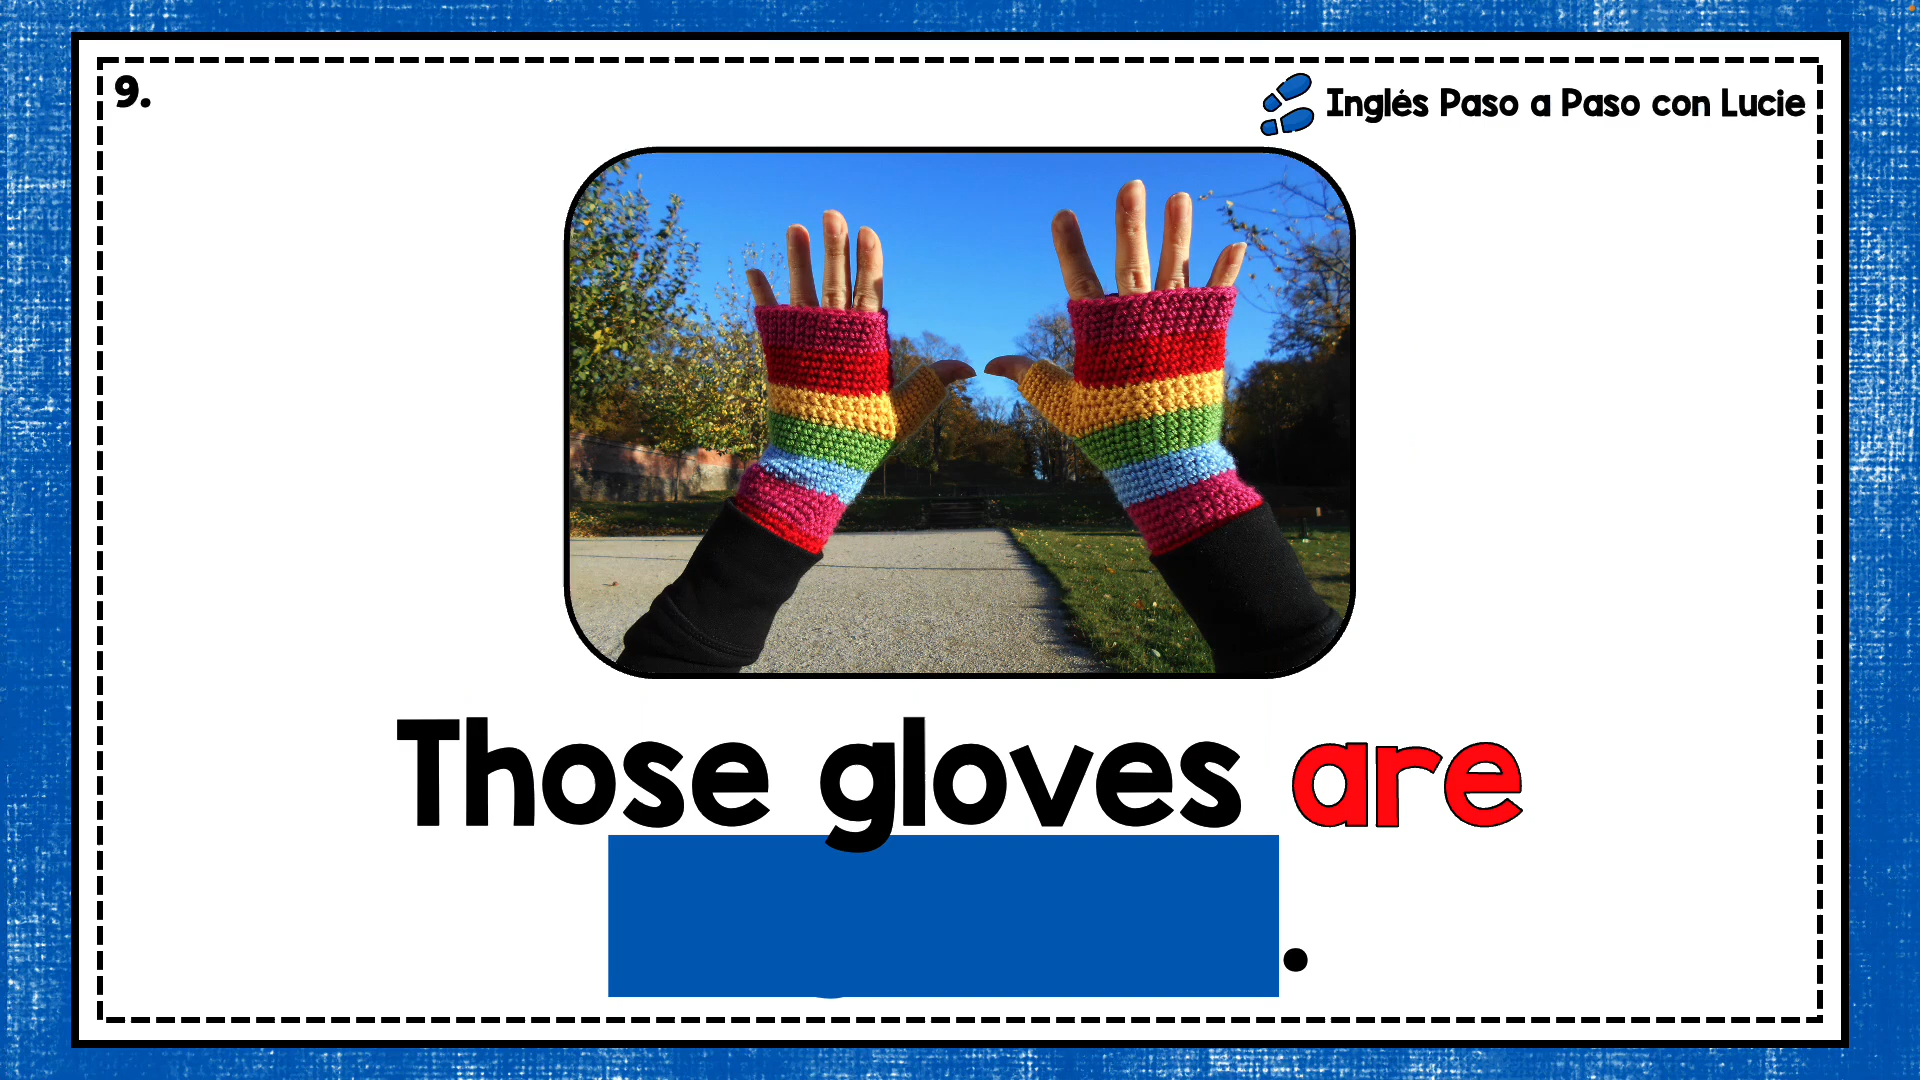 9.
Inglés Paso a Paso con Lucie
Those gloves are
.